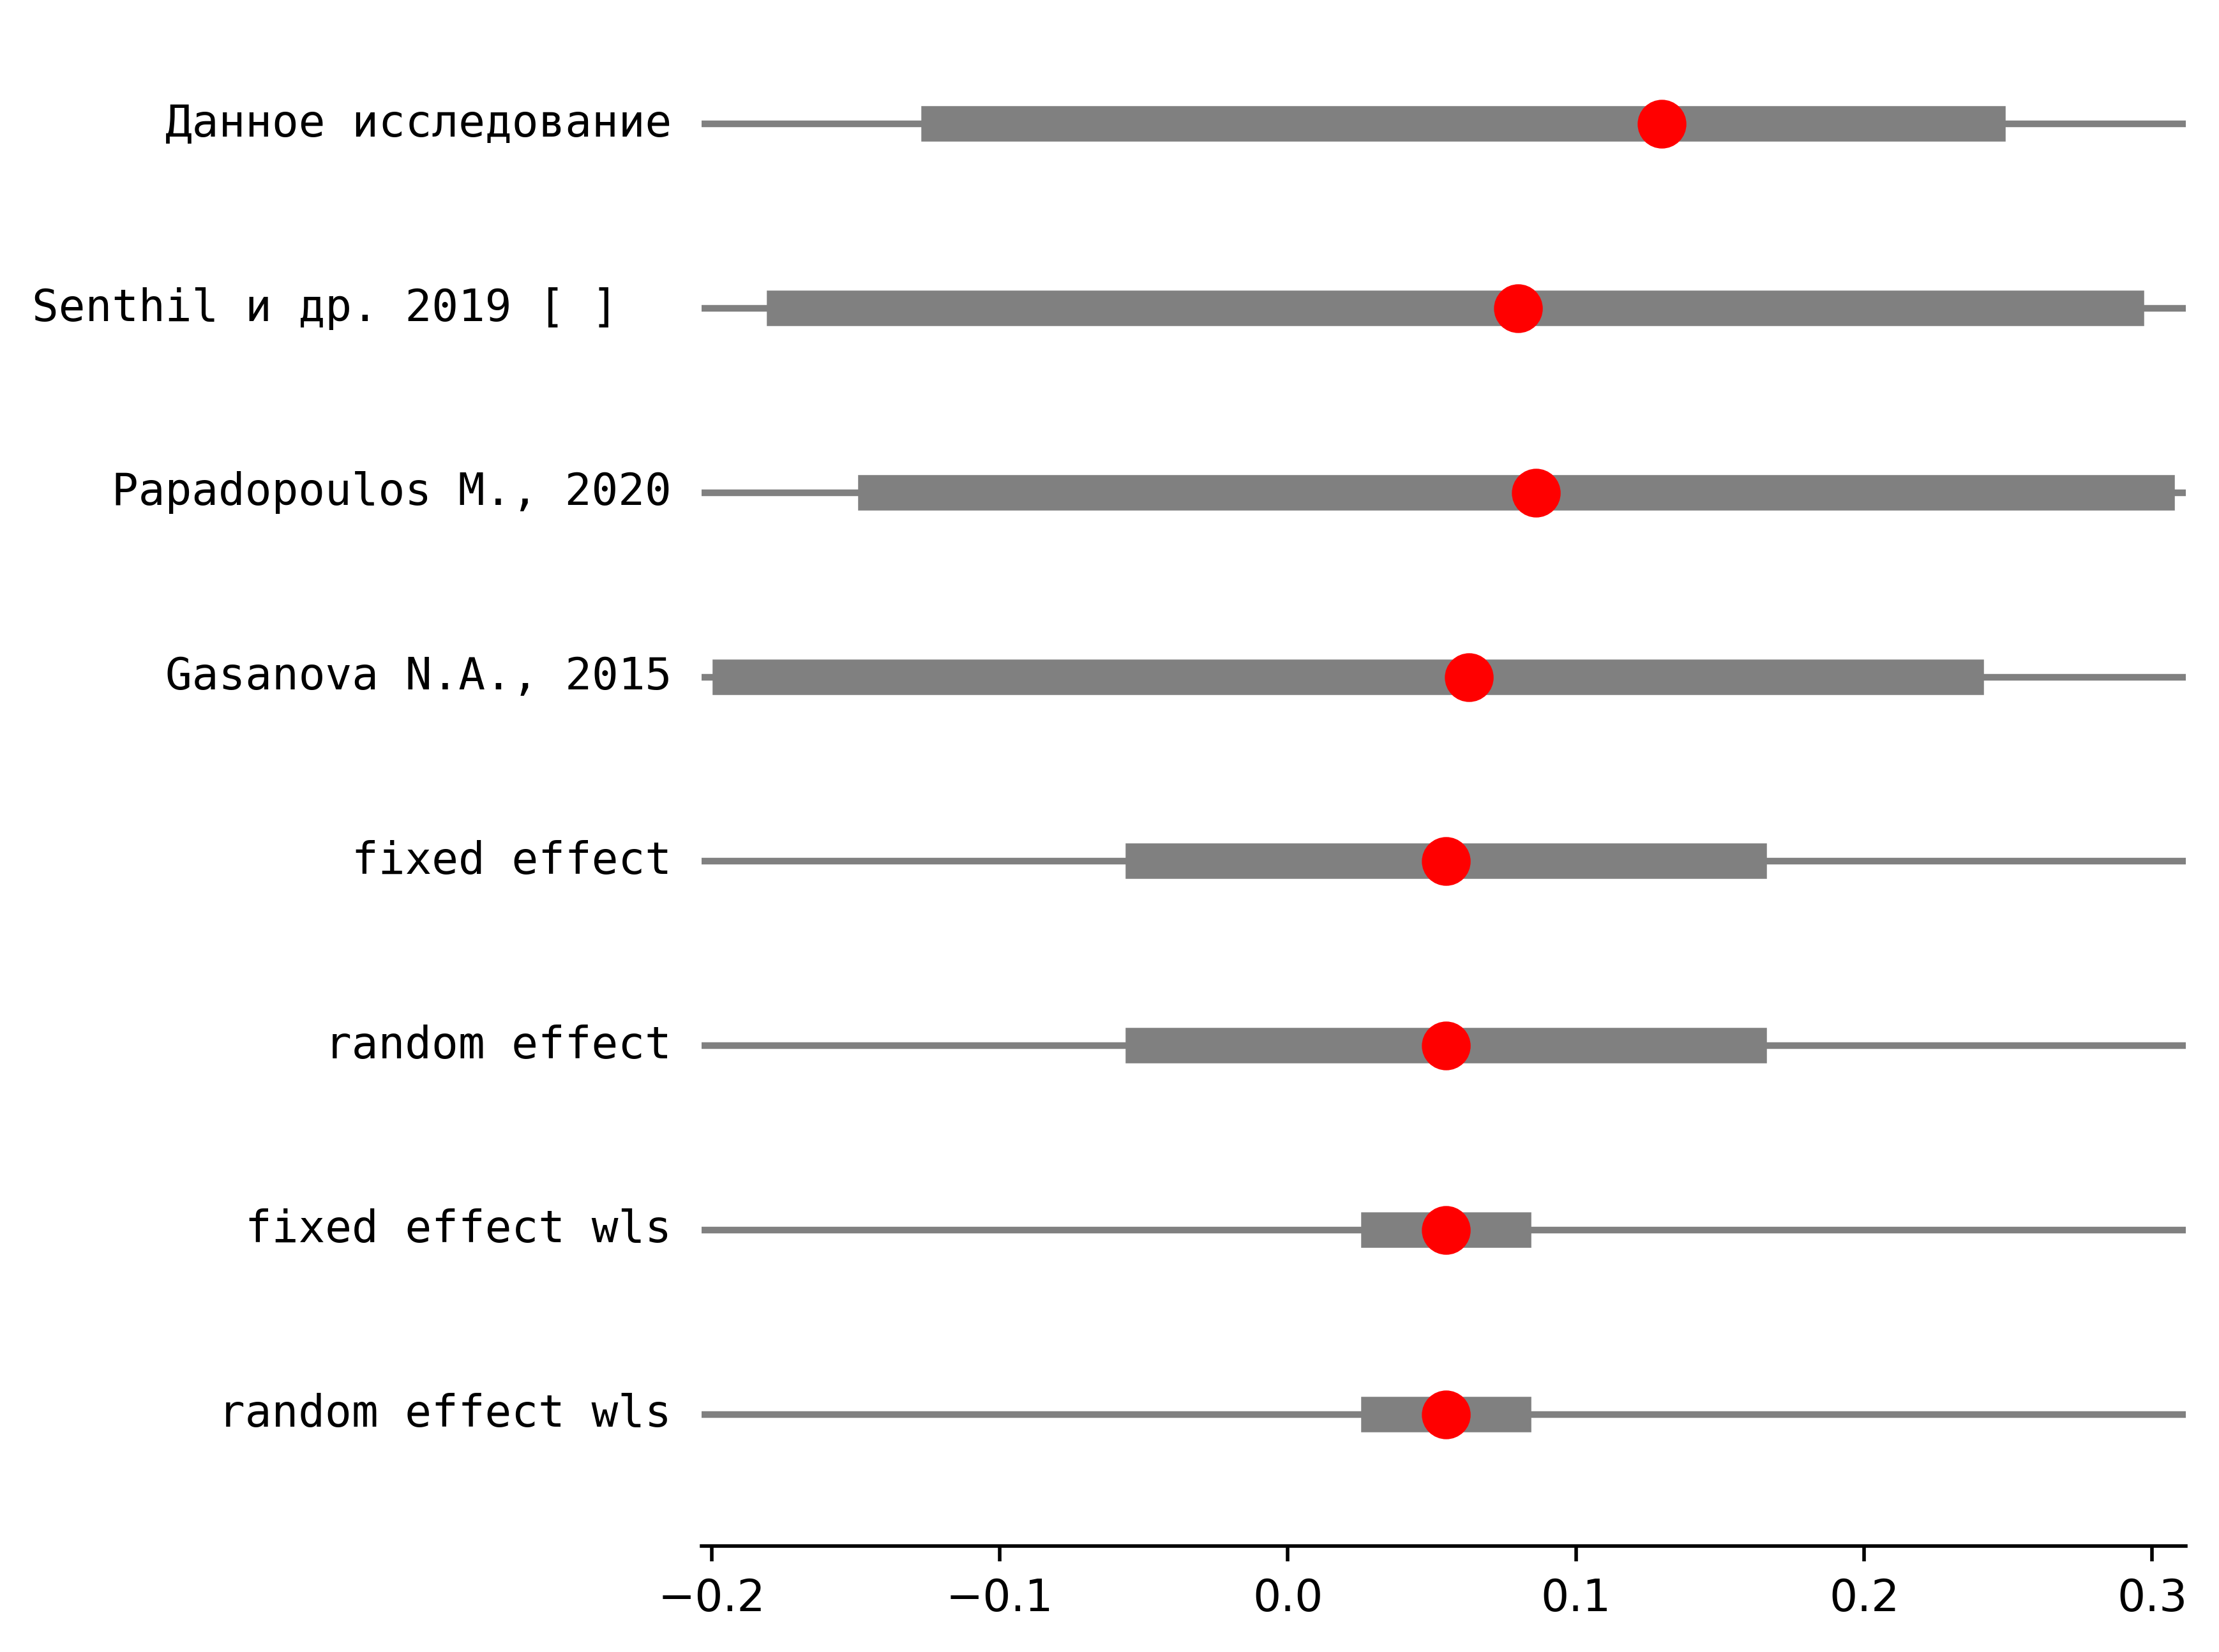 Данное исследование
Senthil и др. 2019 [ ]
Papadopoulos M., 2020
Gasanova N.A., 2015
fixed effect
random effect
fixed effect wls
random effect wls
−0.2 −0.1 0.0 0.1 0.2 0.3